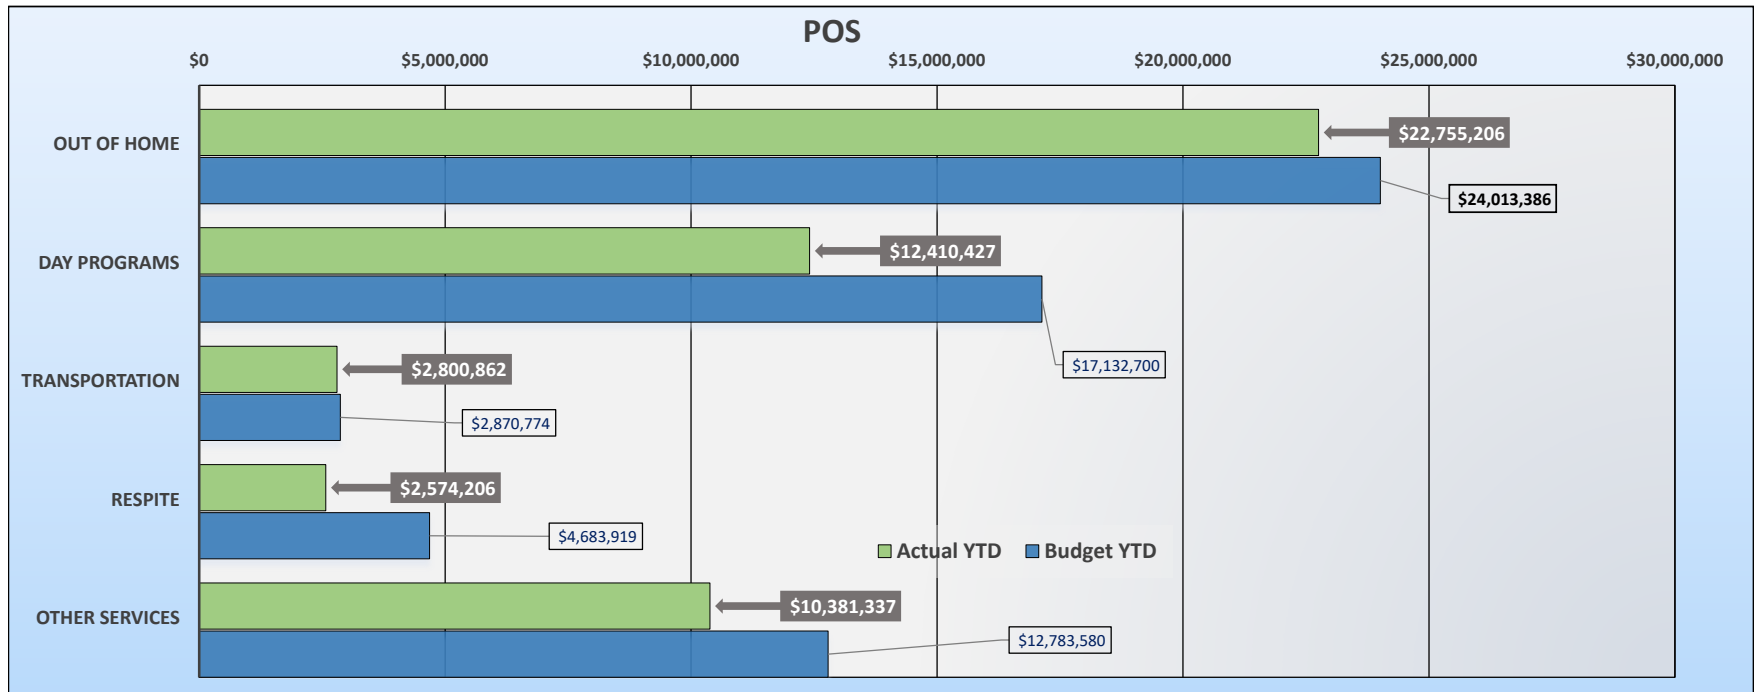 POS
$0 $5,000,000 $10,000,000 $15,000,000 $20,000,000 $25,000,000 $30,000,000
OUT OF HOME
$22,755,206
$24,013,386
DAY PROGRAMS
$12,410,427
$17,132,700
TRANSPORTATION
$2,800,862
$2,870,774
RESPITE
$2,574,206
$4,683,919
Actual YTD Budget YTD
OTHER SERVICES
$10,381,337
$12,783,580